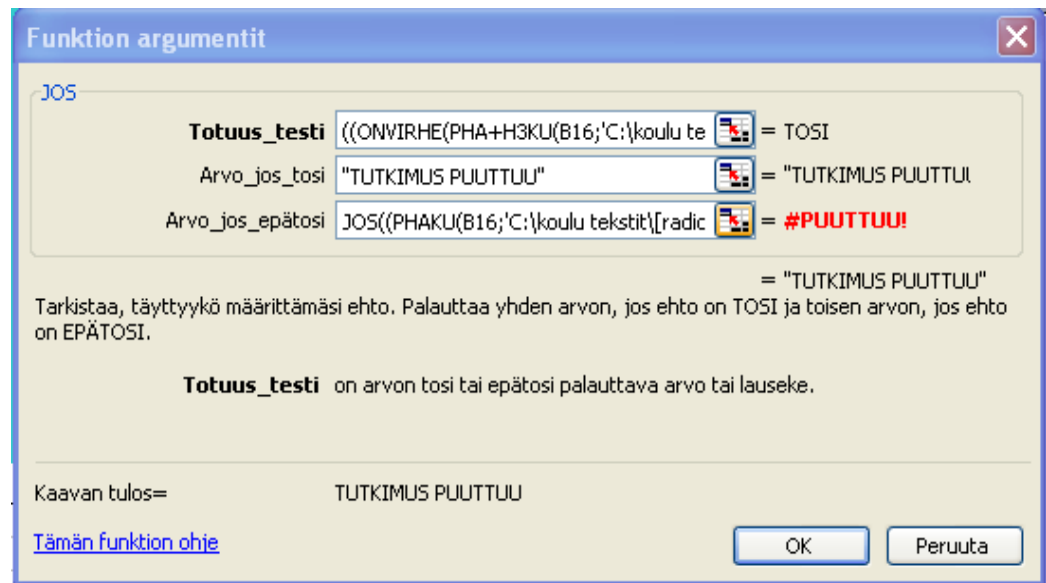 Funktion argumentit
JOS
Totuus_testi ((ONVIRHE(PHA+H3KU(B16;'C:\koulu te = TOSI
Arvo_jos_tosi "TUTKIMUS PUUTTUU" = "TUTKIMUS PUUTTUU
Arvo_jos_epätosi JOS((PHAKU(B16;'C:\koulu tekstit\[radic = #PUUTTUU!
= "TUTKIMUS PUUTTUU"
Tarkistaa, täyttyykö määrittämäsi ehto. Palauttaa yhden arvon, jos ehto on TOSI ja toisen arvon, jos ehto
on EPÄTOSI.
Totuus_testi on arvon tosi tai epätosi palauttava arvo tai lauseke.
Kaavan tulos= TUTKIMUS PUUTTUU
Tämän funktion ohje OK Peruuta